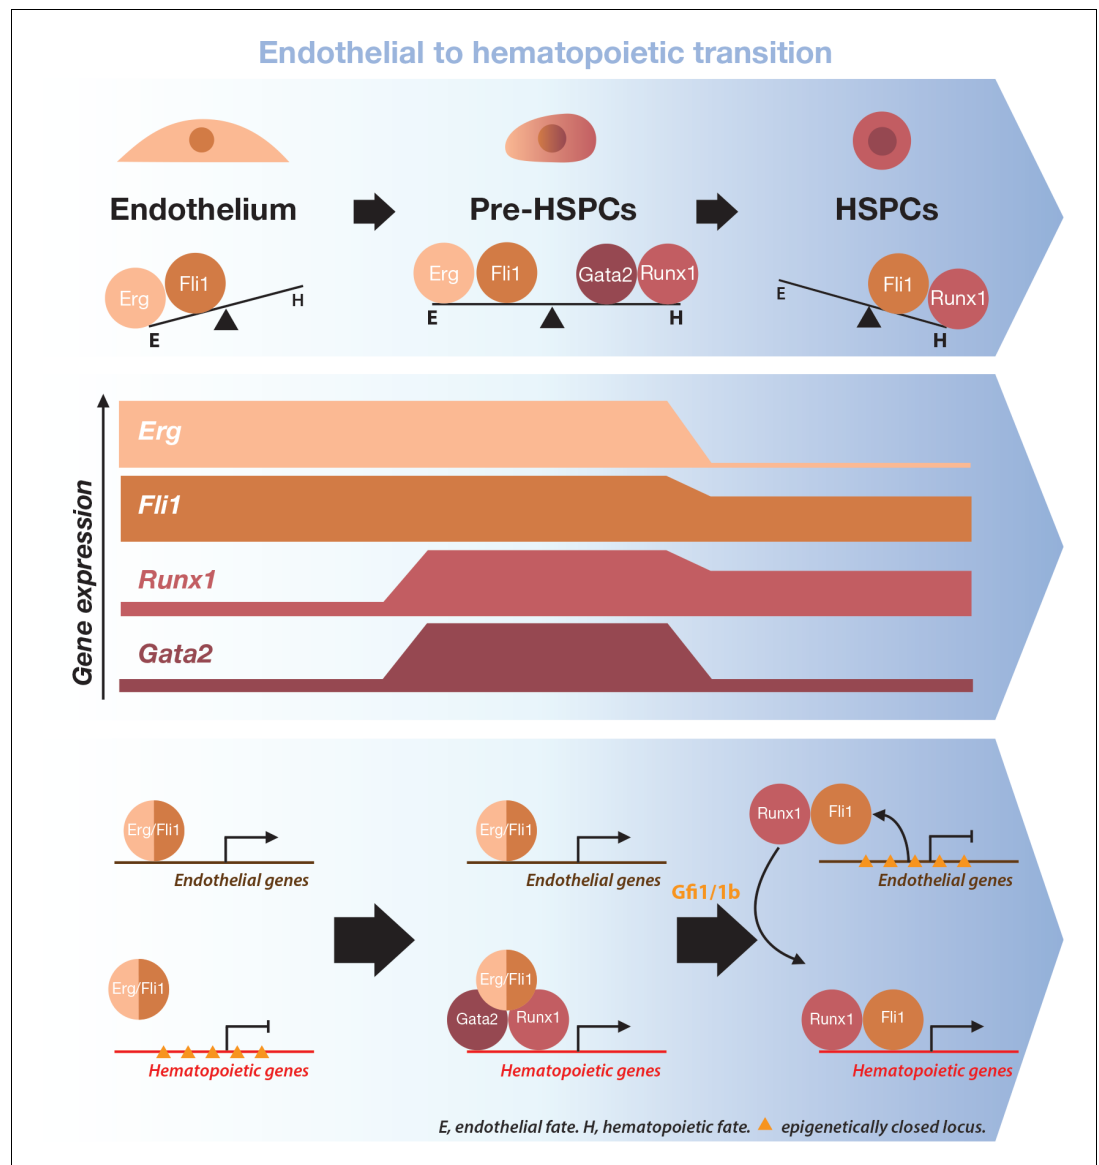 Endothelial to hematopoietic transition
Endothelium
Pre-HSPCs
HSPCs
Erg
Fli1
E
H
Erg
Fli1
Gata2
Runx1
E
H
E
Fli1
Runx1
H
Gene expression
Erg
Fli1
Runx1
Gata2
Erg/Fli1
Endothelial genes
Erg/Fli1
Hematopoietic genes
Erg/Fli1
Endothelial genes
Erg/Fli1
Gata2
Runx1
Hematopoietic genes
Gfi1/1b
Runx1
Fli1
Endothelial genes
Runx1
Fli1
Hematopoietic genes
E, endothelial fate. H, hematopoietic fate. epigenetically closed locus.